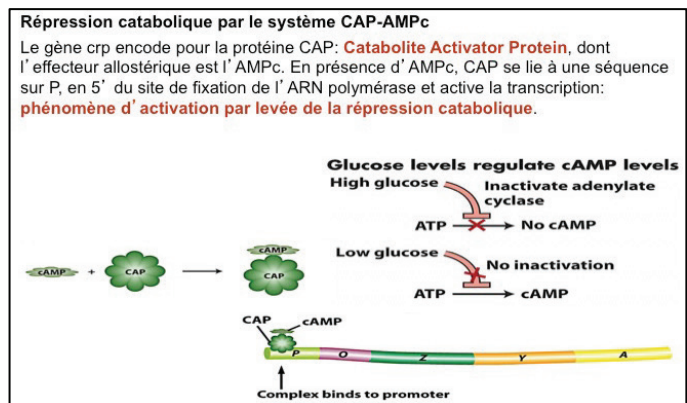 Répression catabolique par le système CAP-AMPc
Le gène crp encode pour la protéine CAP: Catabolite Activator Protein, dont
l'effecteur allostérique est l'AMPc. En présence d'AMPc, CAP se lie à une séquence
sur P, en 5' du site de fixation de l'ARN polymérase et active la transcription:
phénomène d'activation par levée de la répression catabolique.
Glucose levels regulate cAMP levels
High glucose
Inactivate adenylate
cyclase
ATP
No cAMP
Low glucose
No inactivation
ATP
cAMP
cAMP + CAP
cAMP
CAP
CAP
cAMP
P O Z Y A
Complex binds to promoter